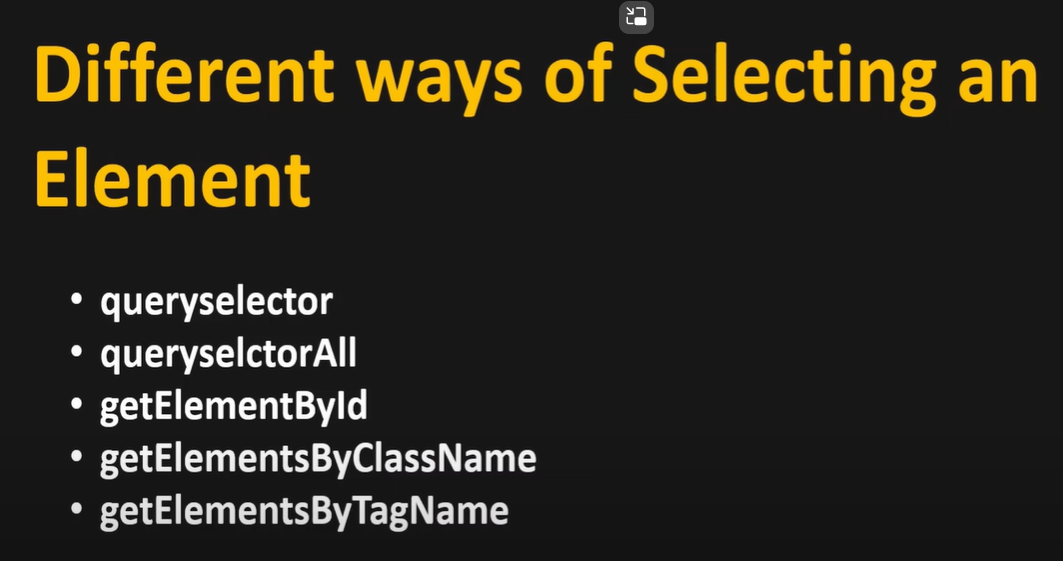 Different ways of Selecting an
Element
• queryselector
• queryselctorAll
• getElementById
• getElementsByClassName
• getElementsByTagName